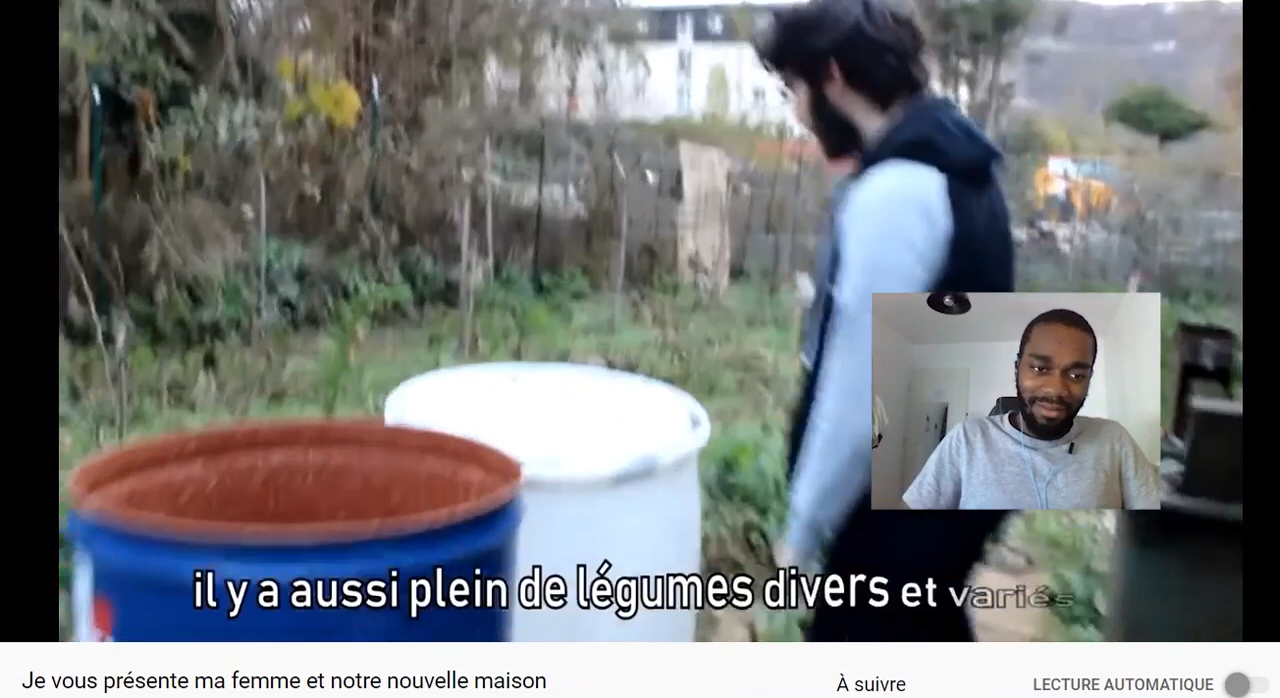 il y a aussi plein de légumes divers et variés
Je vous présente ma femme et notre nouvelle maison
À suivre
LECTURE AUTOMATIQUE